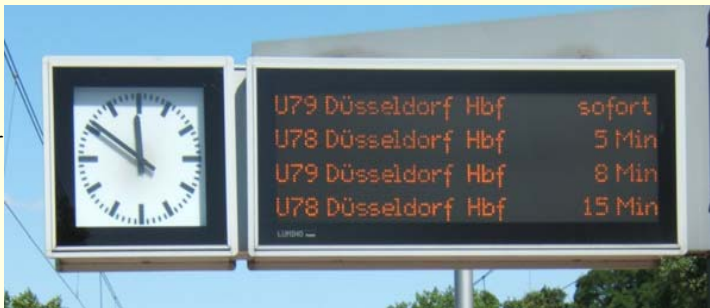 U79 Düsseldorf Hbf sofort
U78 Düsseldorf Hbf 5 Min
U79 Düsseldorf Hbf 8 Min
U78 Düsseldorf Hbf 15 Min